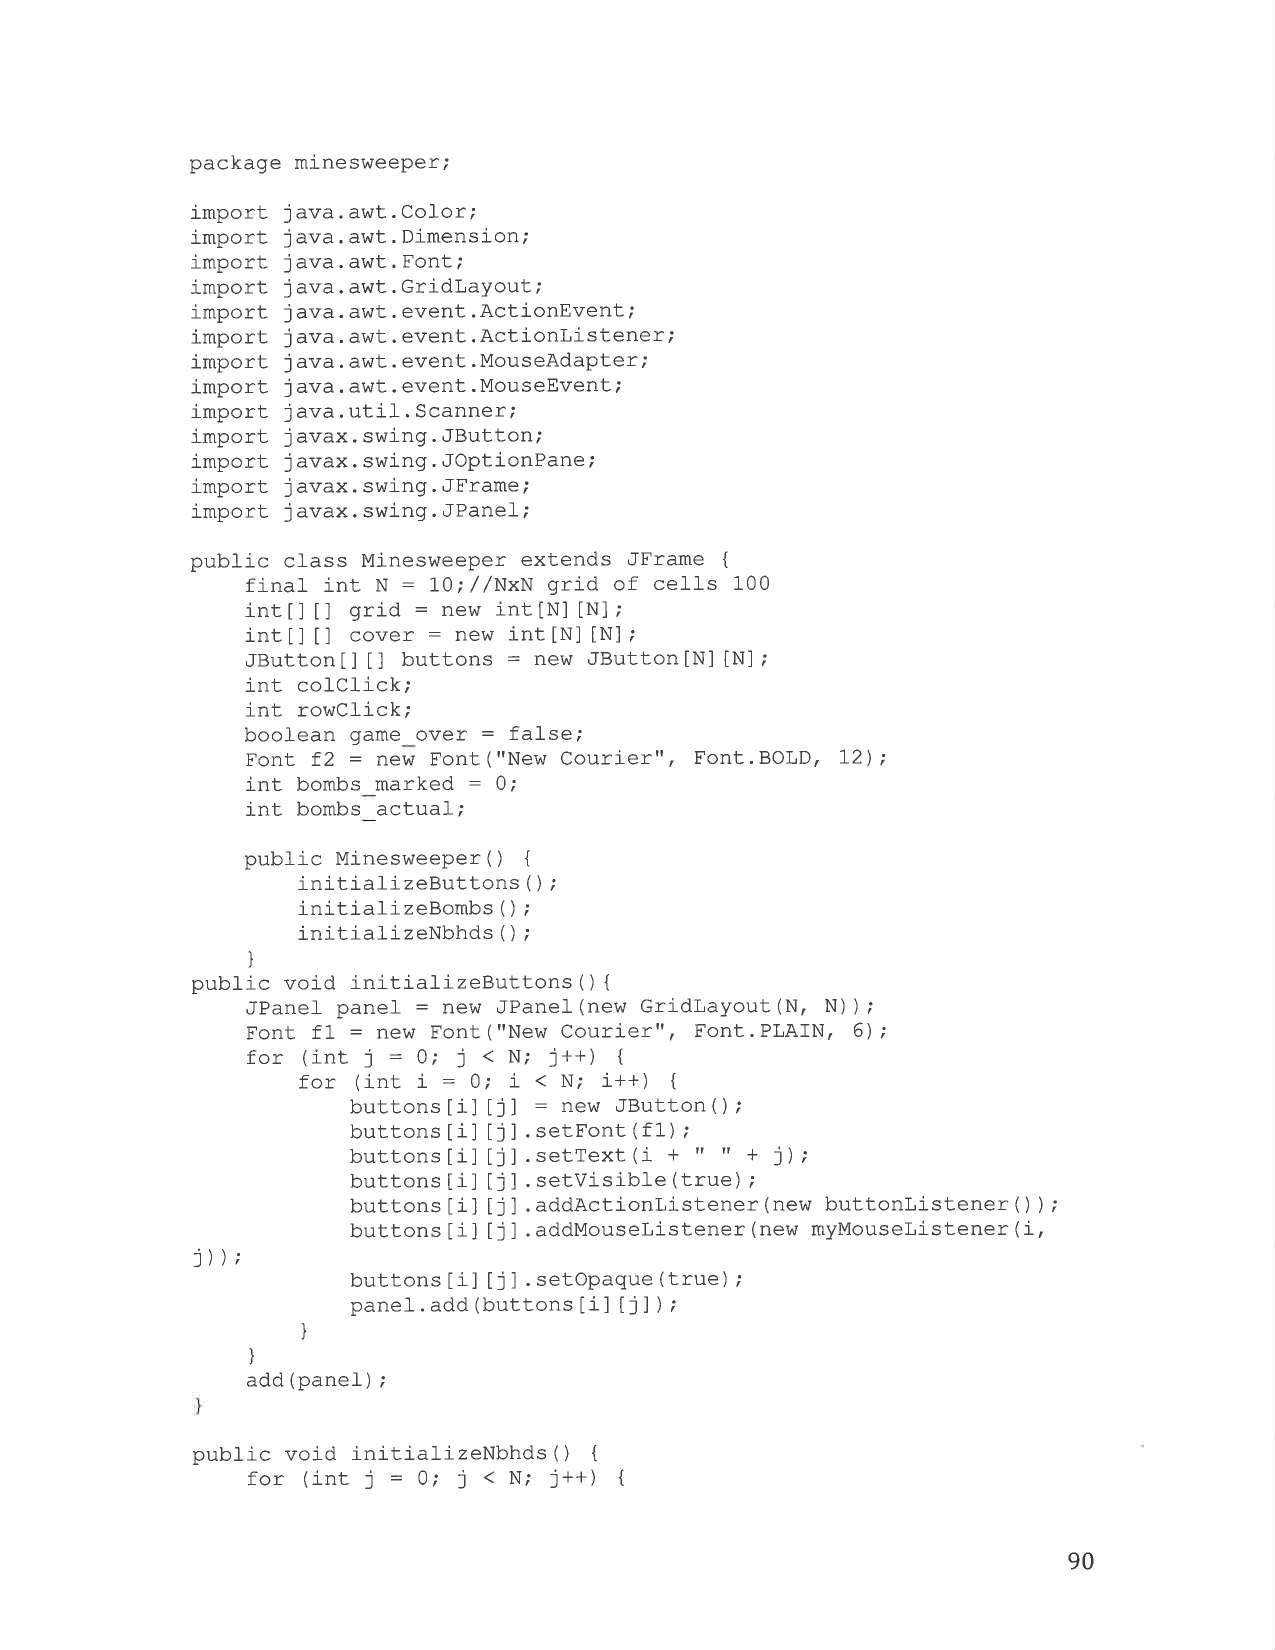 package minesweeper;

import java.awt.Color;
import java.awt.Dimension;
import java.awt.Font;
import java.awt.GridLayout;
import java.awt.event.ActionEvent;
import java.awt.event.ActionListener;
import java.awt.event.MouseAdapter;
import java.awt.event.MouseEvent;
import java.util.Scanner;
import javax.swing.JButton;
import javax.swing.JOptionPane;
import javax.swing.JFrame;
import javax.swing.JPanel;

public class Minesweeper extends JFrame {
    final int N = 10;//NxN grid of cells 100
    int[][] grid = new int[N][N];
    int[][] cover = new int[N][N];
    JButton[][] buttons = new JButton[N][N];
    int colClick;
    int rowClick;
    boolean game_over = false;
    Font f2 = new Font("New Courier", Font.BOLD, 12);
    int bombs_marked = 0;
    int bombs_actual;

    public Minesweeper() {
        initializeButtons();
        initializeBombs();
        initializeNbhds();
    }
public void initializeButtons(){
    JPanel panel = new JPanel(new GridLayout(N, N));
    Font f1 = new Font("New Courier", Font.PLAIN, 6);
    for (int j = 0; j < N; j++) {
        for (int i = 0; i < N; i++) {
            buttons[i][j] = new JButton();
            buttons[i][j].setFont(f1);
            buttons[i][j].setText(i + " " + j);
            buttons[i][j].setVisible(true);
            buttons[i][j].addActionListener(new buttonListener());
            buttons[i][j].addMouseListener(new myMouseListener(i,
j));
            buttons[i][j].setOpaque(true);
            panel.add(buttons[i][j]);
        }
    }
    add(panel);
}

public void initializeNbhds() {
    for (int j = 0; j < N; j++) {

90